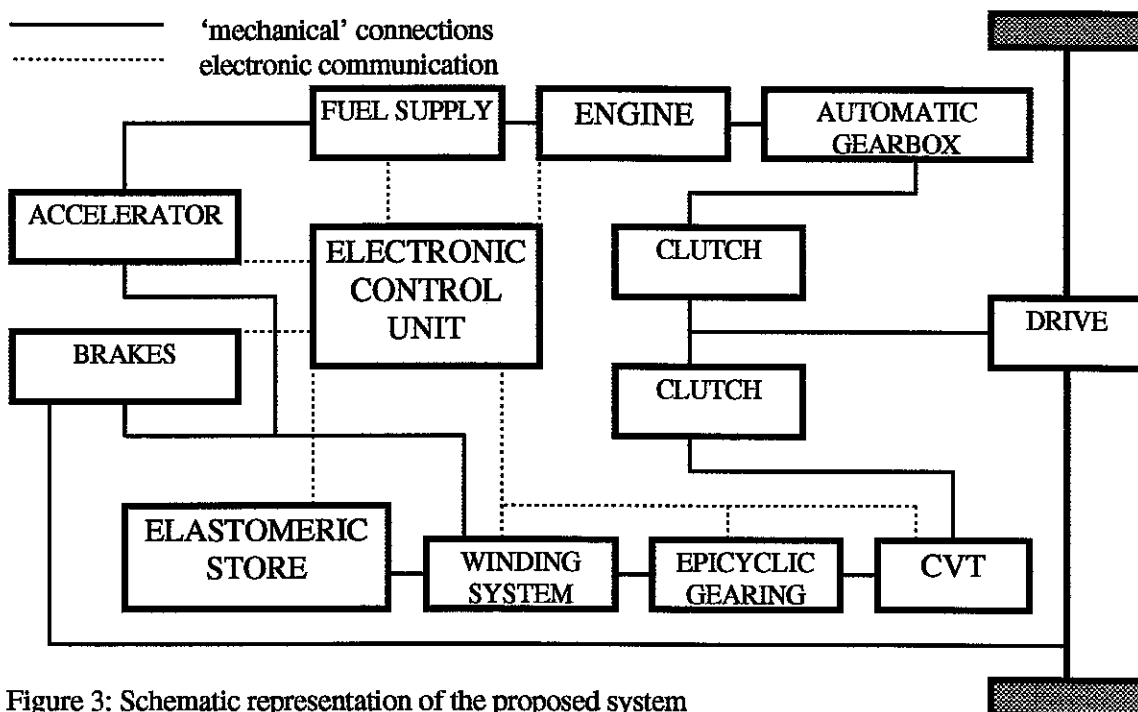 ‘mechanical’ connections
electronic communication
FUEL SUPPLY
ENGINE
AUTOMATIC
GEARBOX
ACCELERATOR
ELECTRONIC
CONTROL
UNIT
CLUTCH
DRIVE
BRAKES
CLUTCH
ELASTOMERIC
STORE
WINDING
SYSTEM
EPICYCLIC
GEARING
CVT
Figure 3: Schematic representation of the proposed system